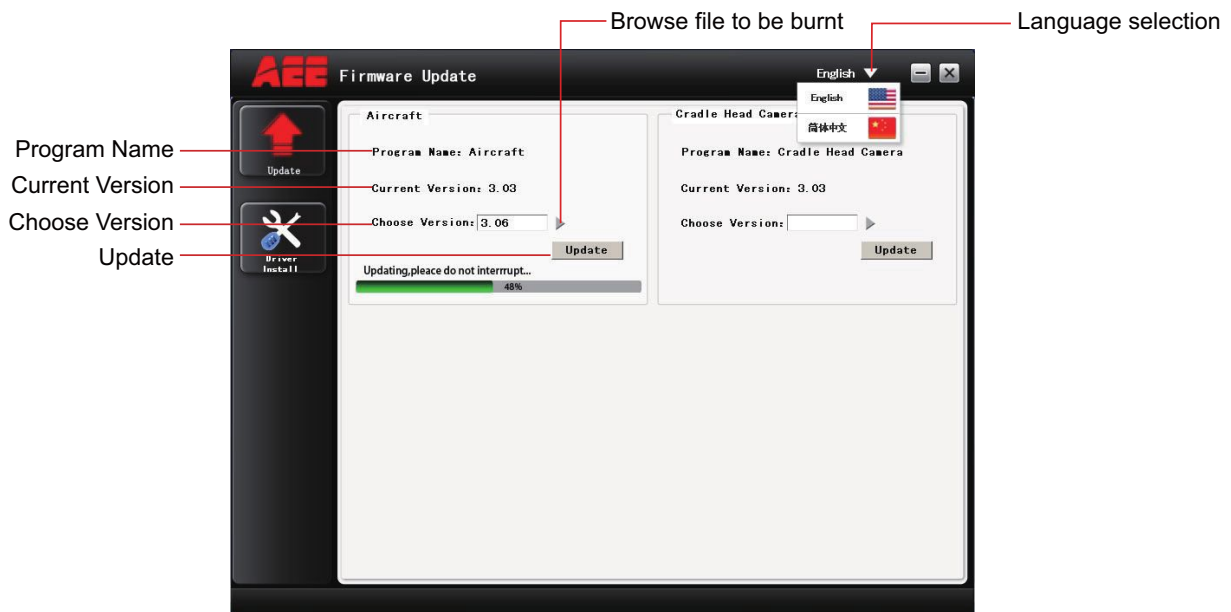 Browse file to be burnt
Language selection
AEE
Firmware Update
English
English
简体中文
Update
Driver
Install
Program Name
Current Version
Choose Version
Update
Aircraft
Program Name: Aircraft
Current Version: 3.03
Choose Version: 3.06
Update
Updating,pleace do not interrrupt...
48%
Cradle Head Camera
Program Name: Cradle Head Camera
Current Version: 3.03
Choose Version:
Update